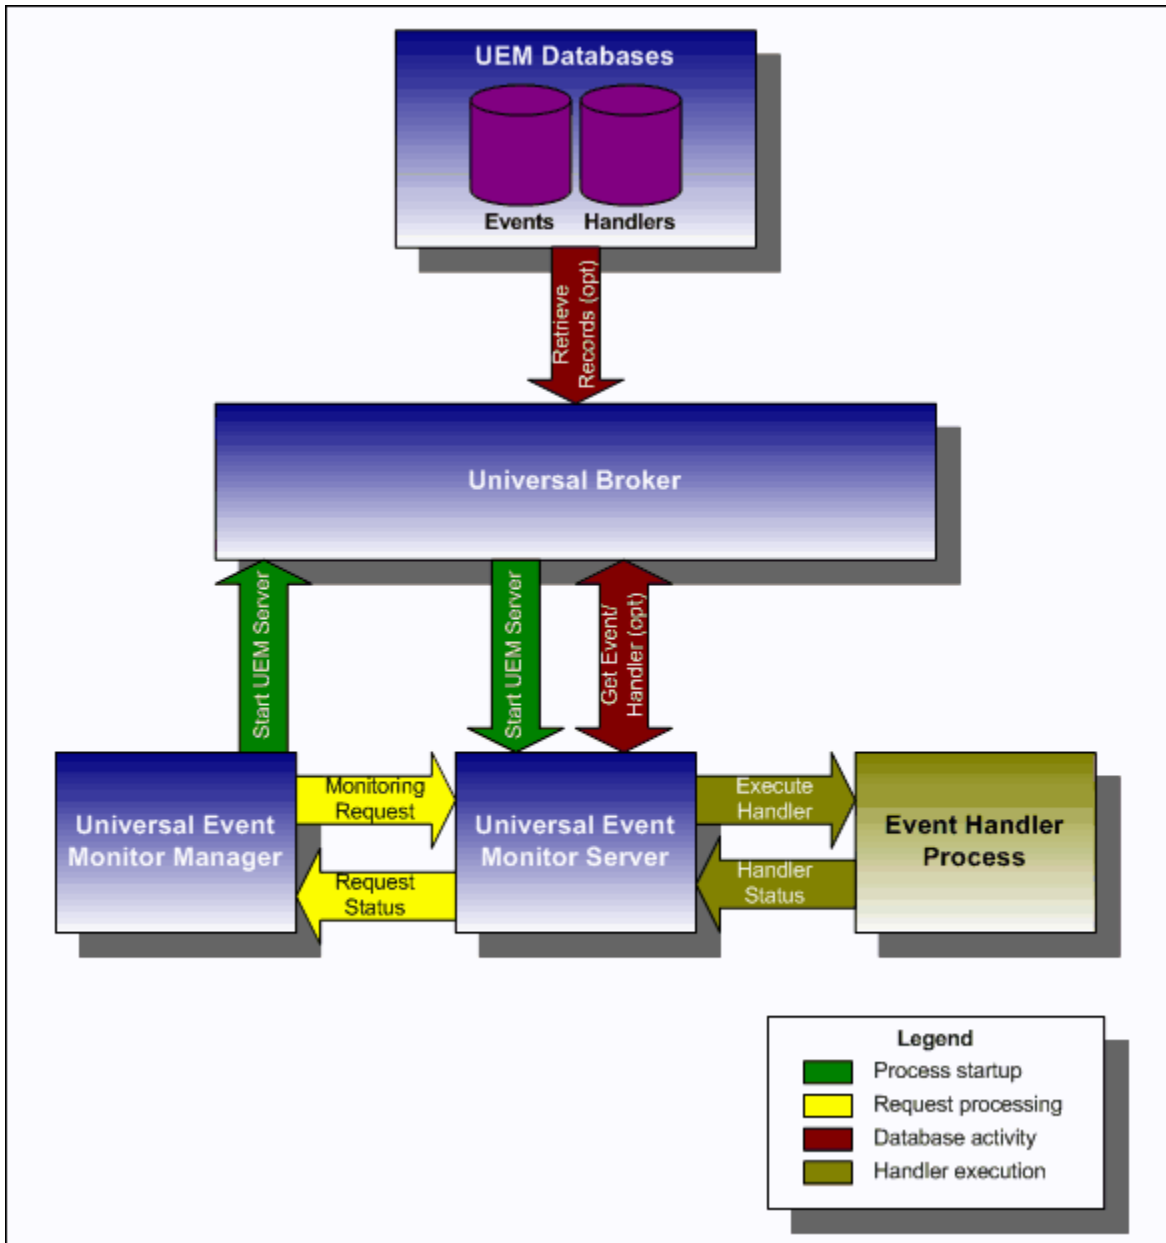 UEM Databases
Events
Handlers
Retrieve
Records (opt)
Universal Broker
Start UEM Server
Start UEM Server
Get Event/
Handler (opt)
Universal Event
Monitor Manager
Monitoring
Request
Request
Status
Universal Event
Monitor Server
Execute
Handler
Handler
Status
Event Handler
Process
Legend
Process startup
Request processing
Database activity
Handler execution